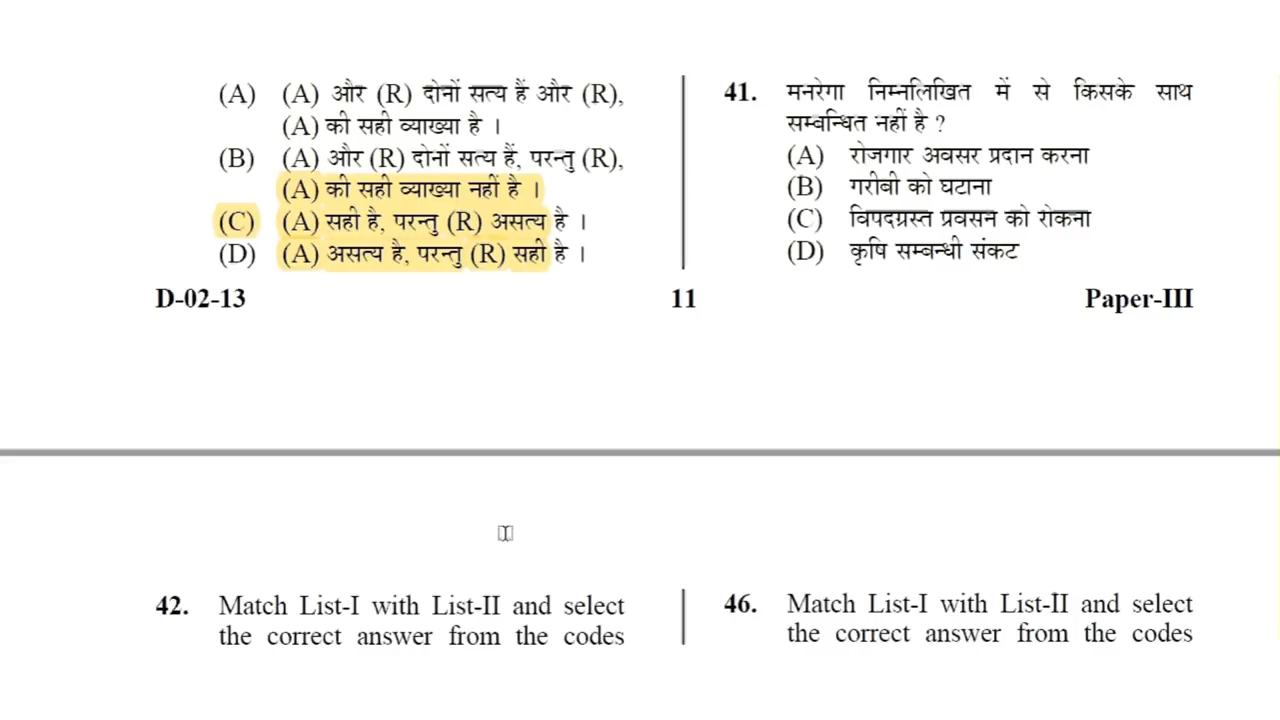 (A) (A) और (R) दोनों सत्य हैं और (R),
(A) की सही व्याख्या है ।
(B) (A) और (R) दोनों सत्य हैं, परन्तु (R),
(A) की सही व्याख्या नहीं है ।
(C) (A) सही है, परन्तु (R) असत्य है ।
(D) (A) असत्य है, परन्तु (R) सही है ।
41. मनरेगा निम्नलिखित में से किसके साथ
सम्बन्धित नहीं है ?
(A) रोजगार अवसर प्रदान करना
(B) गरीबी को घटाना
(C) विपदग्रस्त प्रवसन को रोकना
(D) कृषि सम्बन्धी संकट
D-02-13 11 Paper-III
42. Match List-I with List-II and select
the correct answer from the codes
46. Match List-I with List-II and select
the correct answer from the codes